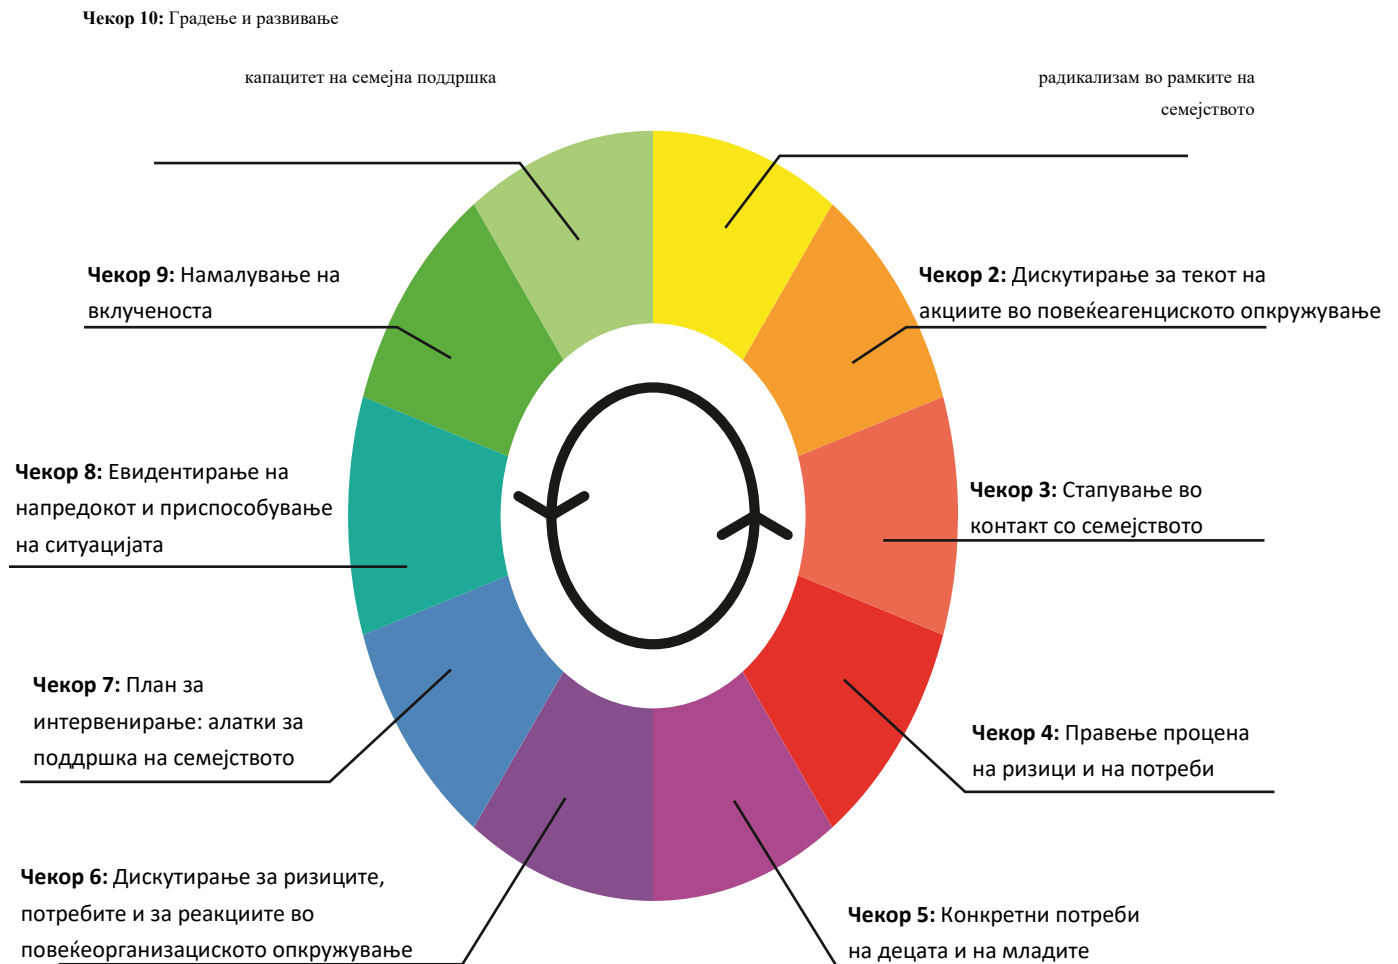 Чекор 10: Градење и развивање
капацитет на семејна поддршка
радикализам во рамките на
семејството
Чекор 9: Намалување на
вклученоста
Чекор 2: Дискутирање за текот на
акциите во повеќеагенциското опкружување
Чекор 8: Евидентирање на
напредокот и приспособување
на ситуацијата
Чекор 3: Стапување во
контакт со семејството
Чекор 7: План за
интервенирање: алатки за
поддршка на семејството
Чекор 4: Правење процена
на ризици и на потреби
Чекор 6: Дискутирање за ризиците,
потребите и за реакциите во
повеќеорганизациското опкружување
Чекор 5: Конкретни потреби
на децата и на младите